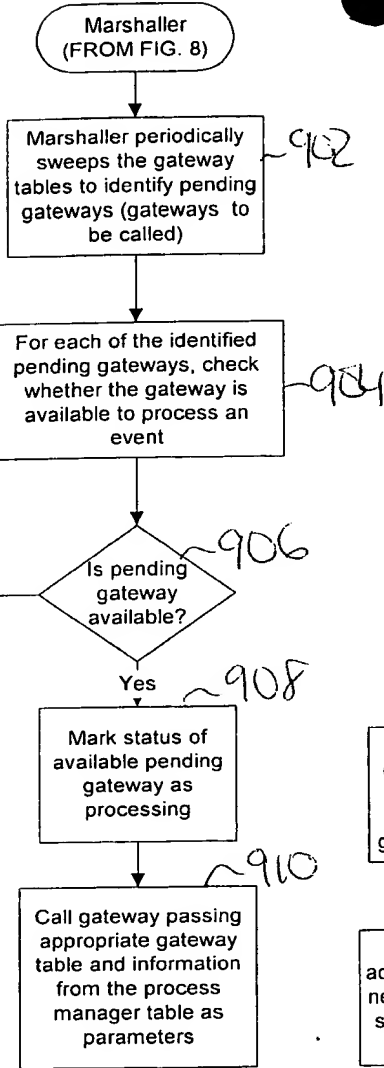 Marshaller
(FROM FIG. 8)
Marshaller periodically
sweeps the gateway
tables to identify pending
gateways (gateways to
be called)
902
For each of the identified
pending gateways, check
whether the gateway is
available to process an
event
904
Is pending
gateway
available?
906
Yes
908
Mark status of
available pending
gateway as
processing
910
Call gateway passing
appropriate gateway
table and information
from the process
manager table as
parameters